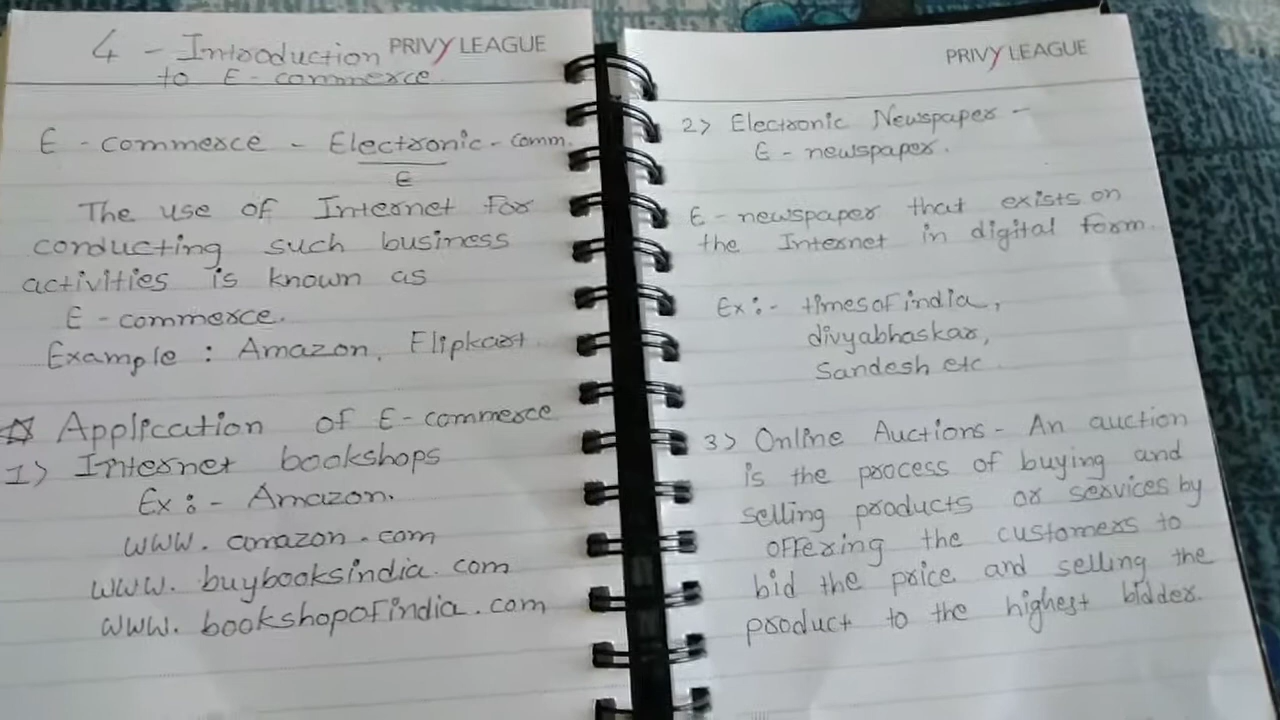 4 - Introduction PRIVY LEAGUE
to E-commerce
E - commerce - Electronic - comm.
E
The use of Internet for
conducting such business
activities is known as
E - commerce.
Example : Amazon, Flipkart.
☆ Application of E-commerce
1> Internet bookshops
Ex :- Amazon.
www.amazon.com
www.buybooksindia.com
www.bookshopofindia.com
PRIVY LEAGUE
2> Electronic Newspaper -
E - newspaper.
E - newspaper that exists on
the Internet in digital form.
Ex :- timesofindia,
divyabhaskar,
Sandesh etc
3> Online Auctions - An auction
is the process of buying and
selling products or services by
offering the customers to
bid the price and selling the
product to the highest bidder.